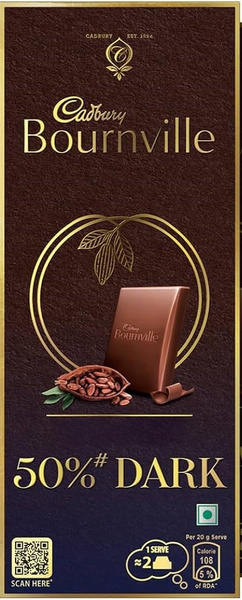 CADBURY EST. 1824
Cadbury
Bournville
Cadbury
Bournville
50%# DARK
Per 20 g Serve
1 SERVE
≈2
Calorie
108
5 %
of RDA*
SCAN HERE*